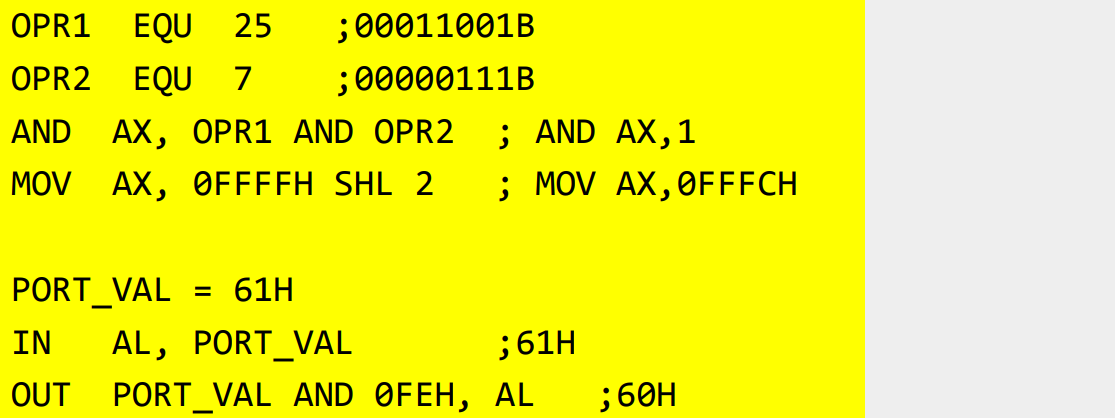 OPR1  EQU  25   ;00011001B
OPR2  EQU  7    ;00000111B
AND  AX, OPR1 AND OPR2  ; AND AX,1
MOV  AX, 0FFFFH SHL 2   ; MOV AX,0FFFCH
PORT_VAL = 61H
IN   AL, PORT_VAL       ;61H
OUT  PORT_VAL AND 0FEH, AL   ;60H